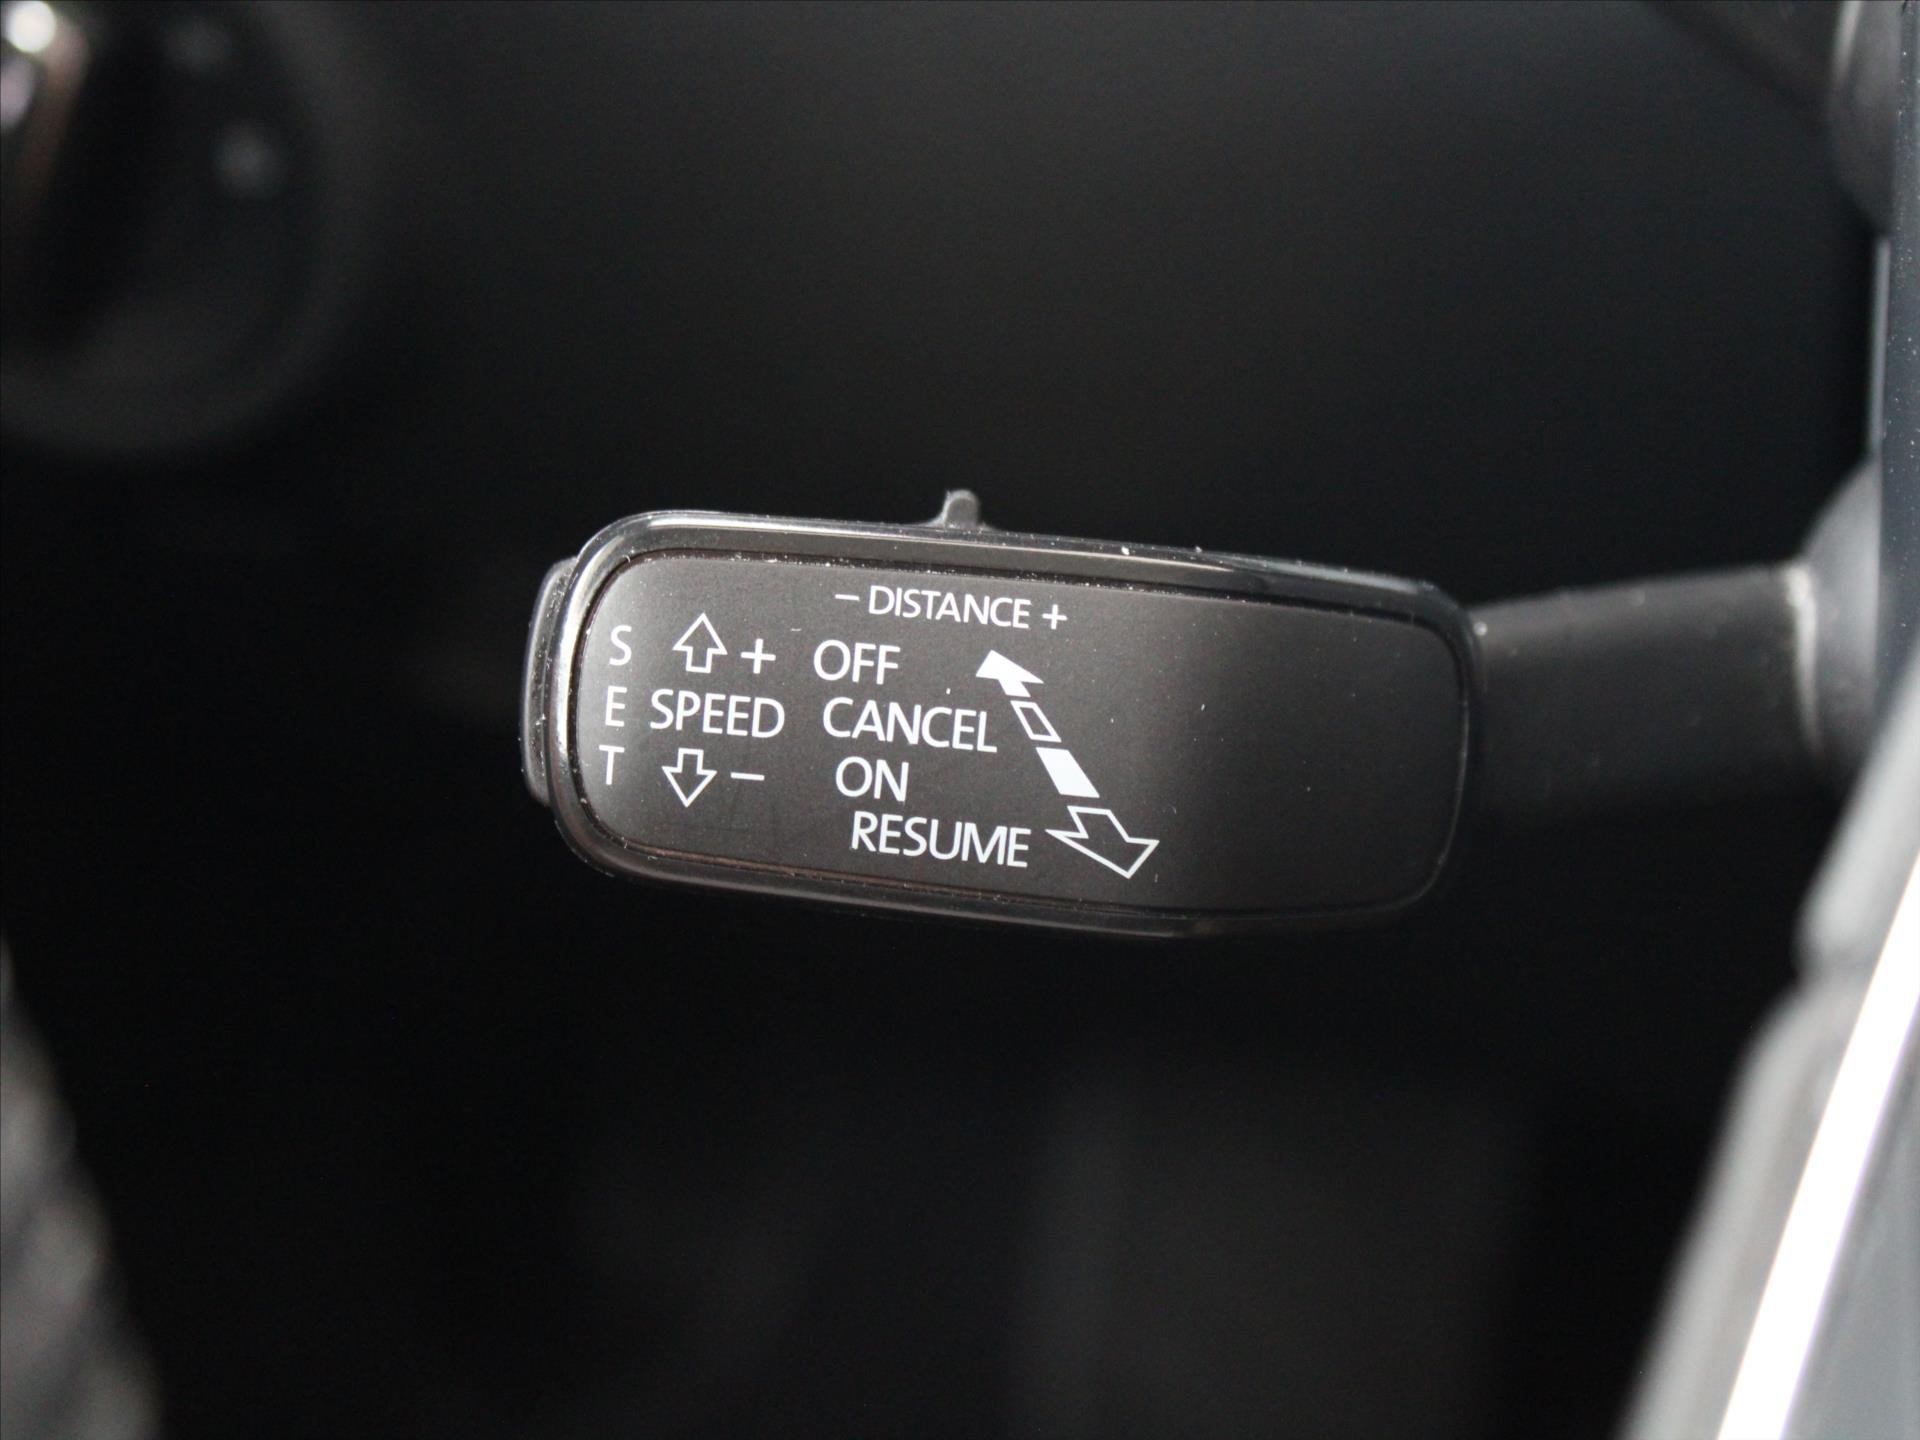 – DISTANCE +
S + OFF
E SPEED CANCEL
T – ON
RESUME